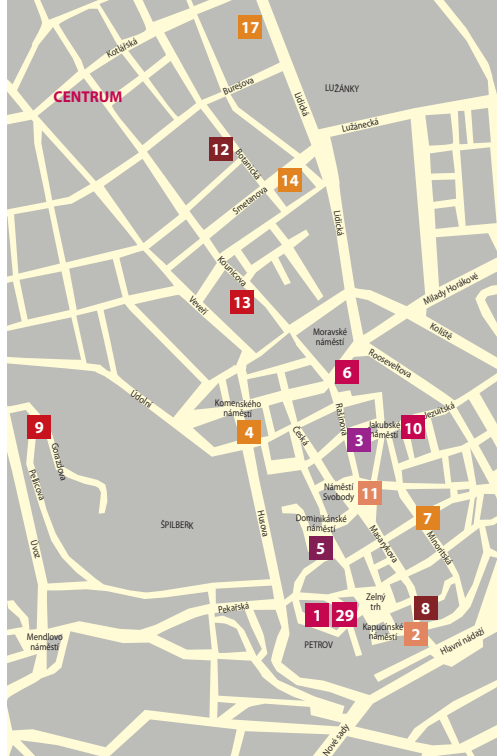 17
Kotlářská
Burešova
LUŽÁNKY
CENTRUM
Lidická
Lužánecká
12
Botanická
14
Smetanova
Lidická
Kounicova
Milady Horákové
13
Veveří
Koliště
Moravské
náměstí
Rooseveltova
6
Údolní
Komenského
náměstí
Rašínova
Jezuitská
Jakubské
náměstí
10
9
4
Česká
3
Gorazdova
Pellicova
Náměstí
Svobody
11
Husova
Dominikánské
náměstí
7
ŠPILBERK
Masarykova
Minoritská
5
Úvoz
Zelný
trh
Pekařská
1
29
8
Kapucínské
náměstí
2
Mendlovo
náměstí
PETROV
Hlavní nádraží
Nové sady